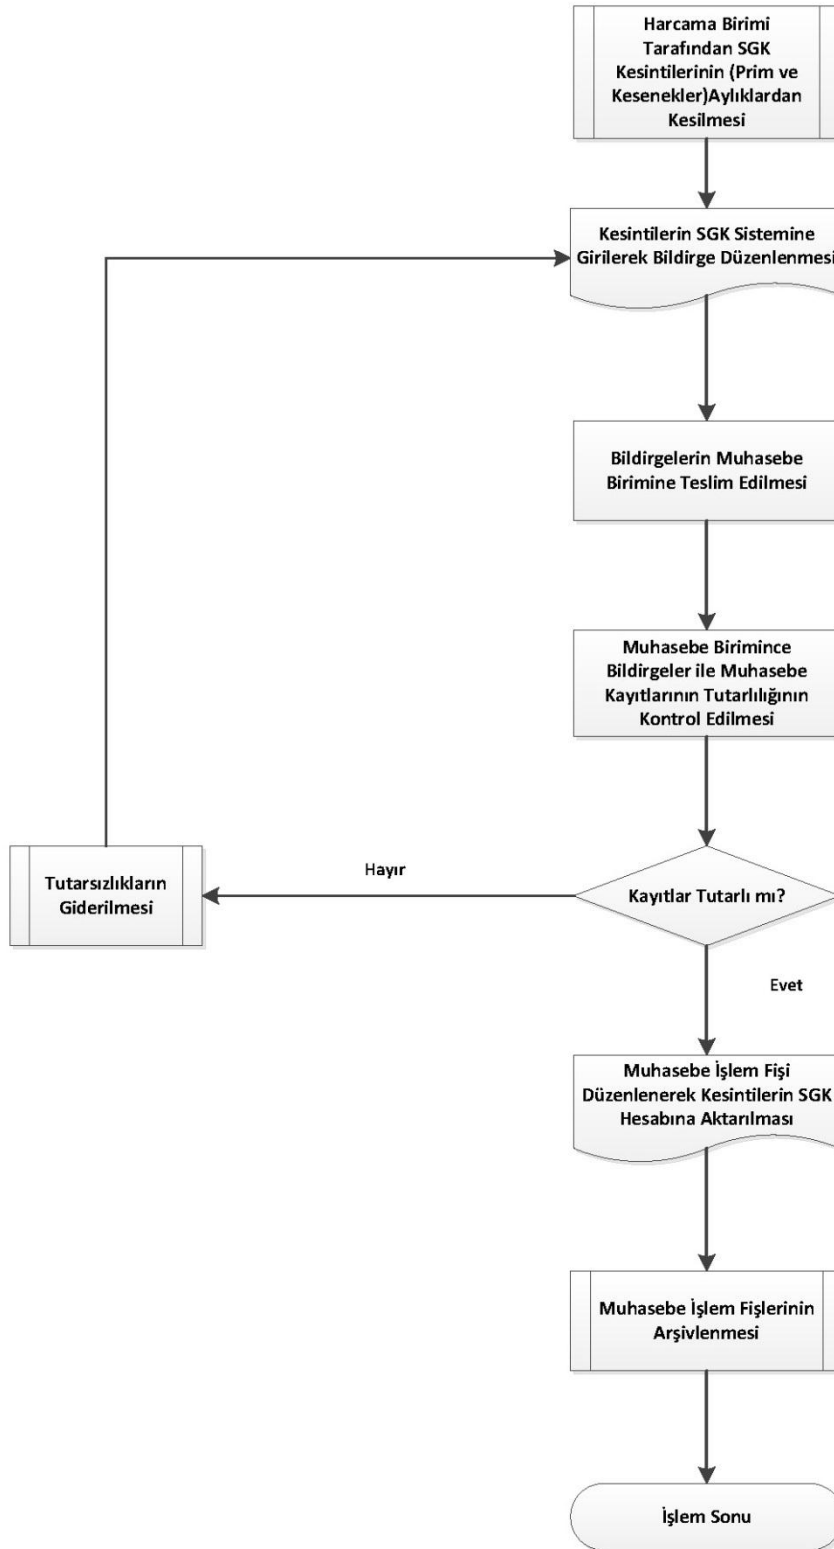 Harcama Birimi
Tarafından SGK
Kesintilerinin (Prim ve
Kesenekler)Aylıklardan
Kesilmesi
Kesintilerin SGK Sistemine
Girilerek Bildirge Düzenlenmesi
Bildirgelerin Muhasebe
Birimine Teslim Edilmesi
Muhasebe Birimince
Bildirgeler ile Muhasebe
Kayıtlarının Tutarlılığının
Kontrol Edilmesi
Kayıtlar Tutarlı mı?
Hayır
Tutarsızlıkların
Giderilmesi
Evet
Muhasebe İşlem Fişi
Düzenlenerek Kesintilerin SGK
Hesabına Aktarılması
Muhasebe İşlem Fişlerinin
Arşivlenmesi
İşlem Sonu